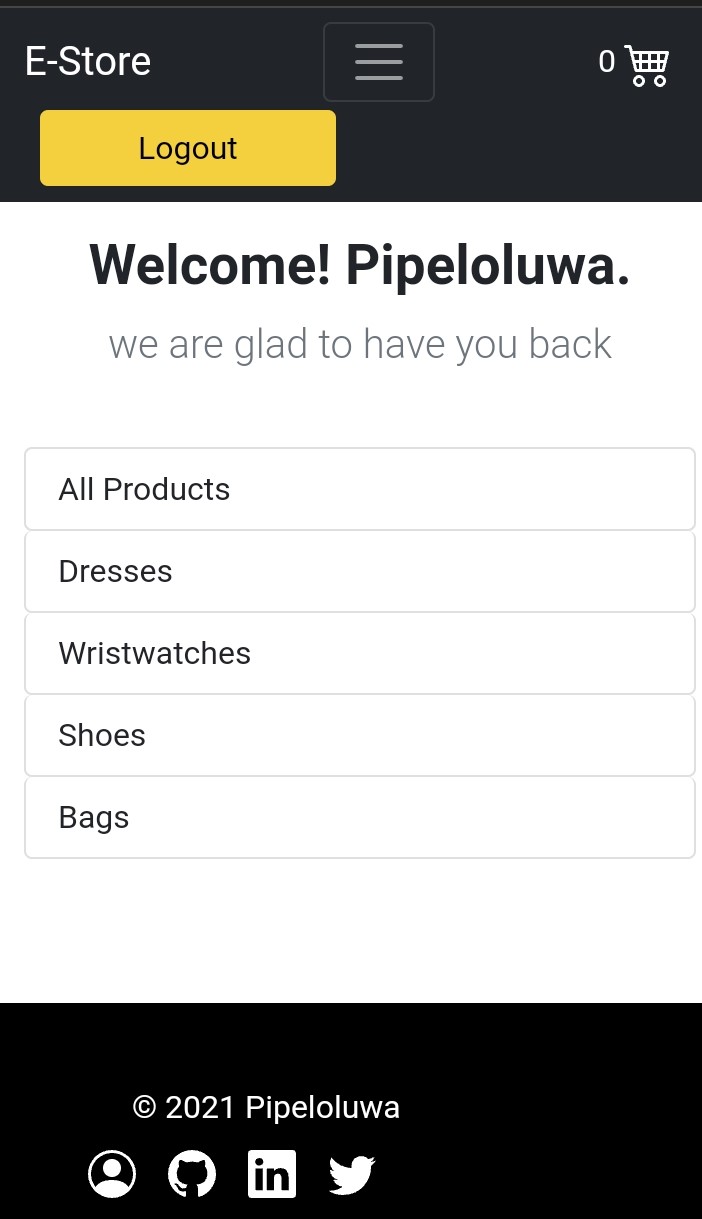 E-Store
0
Logout
Welcome! Pipeloluwa.
we are glad to have you back
All Products
Dresses
Wristwatches
Shoes
Bags
© 2021 Pipeloluwa
in